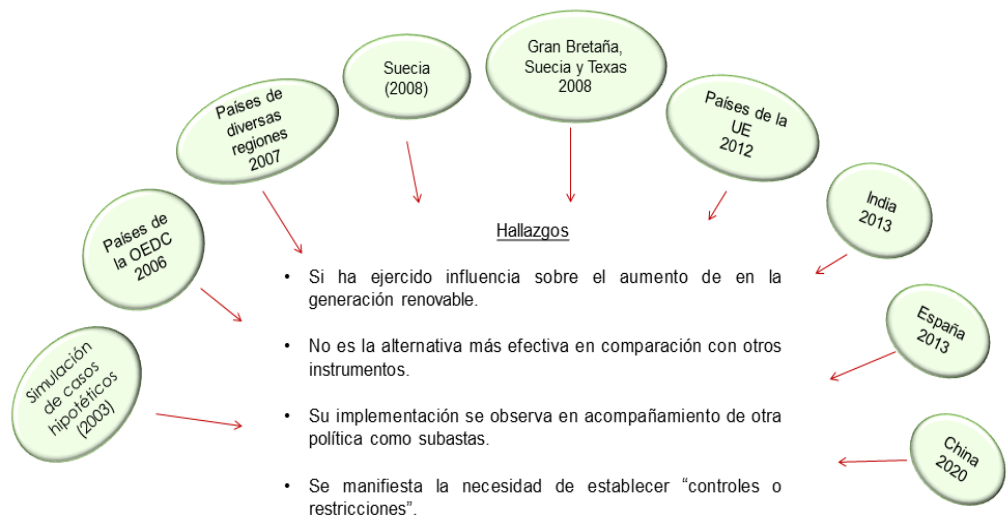 Simulación
de casos
hipotéticos
(2003)
Países de
la OEDC
2006
Países de
diversas
regiones
2007
Suecia
(2008)
Gran Bretaña,
Suecia y Texas
2008
Países de la
UE
2012
India
2013
España
2013
China
2020
Hallazgos
• Si ha ejercido influencia sobre el aumento de en la
generación renovable.
• No es la alternativa más efectiva en comparación con otros
instrumentos.
• Su implementación se observa en acompañamiento de otra
política como subastas.
• Se manifiesta la necesidad de establecer “controles o
restricciones”.